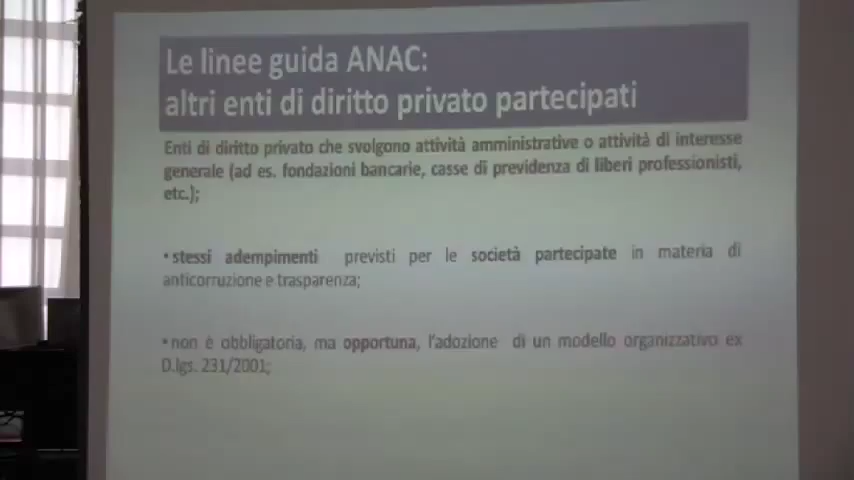 Le linee guida ANAC:
altri enti di diritto privato partecipati
Enti di diritto privato che svolgono attività amministrative o attività di interesse
generale (ad es. fondazioni bancarie, casse di previdenza di liberi professionisti,
etc.);
•stessi adempimenti previsti per le società partecipate in materia di
anticorruzione e trasparenza;
•non è obbligatoria, ma opportuna, l'adozione di un modello organizzativo ex
D.lgs. 231/2001;